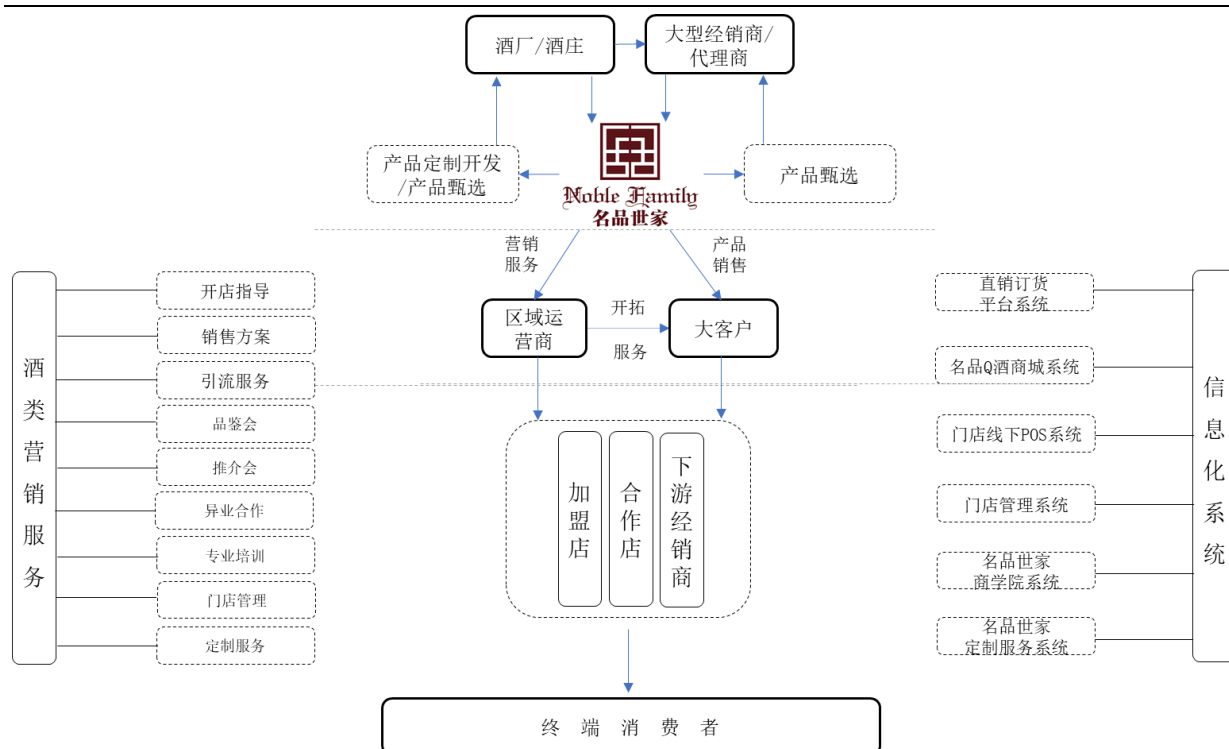 酒厂/酒庄
大型经销商/
代理商
产品定制开发
/产品甄选
Noble Family
名品世家
产品甄选
营销
服务
产品
销售
区域运
营商
开拓
服务
大客户
酒类营销服务
开店指导
销售方案
引流服务
品鉴会
推介会
异业合作
专业培训
门店管理
定制服务
加盟店
合作店
下游经销商
直销订货
平台系统
名品Q酒商城系统
门店线下POS系统
门店管理系统
名品世家
商学院系统
名品世家
定制服务系统
信息化系统
终端消费者